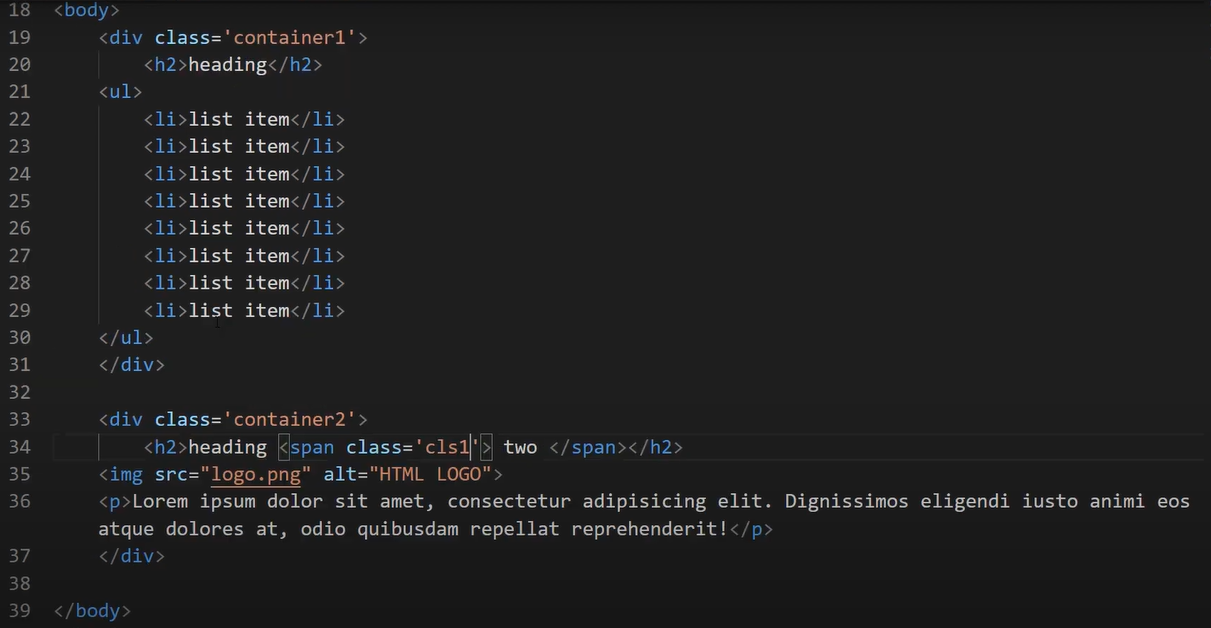 18 <body>
19 <div class='container1'>
20 <h2>heading</h2>
21 <ul>
22 <li>list item</li>
23 <li>list item</li>
24 <li>list item</li>
25 <li>list item</li>
26 <li>list item</li>
27 <li>list item</li>
28 <li>list item</li>
29 <li>list item</li>
30 </ul>
31 </div>
32
33 <div class='container2'>
34 <h2>heading <span class='cls1'> two </span></h2>
35 <img src="logo.png" alt="HTML LOGO">
36 <p>Lorem ipsum dolor sit amet, consectetur adipisicing elit. Dignissimos eligendi iusto animi eos
atque dolores at, odio quibusdam repellat reprehenderit!</p>
37 </div>
38
39 </body>